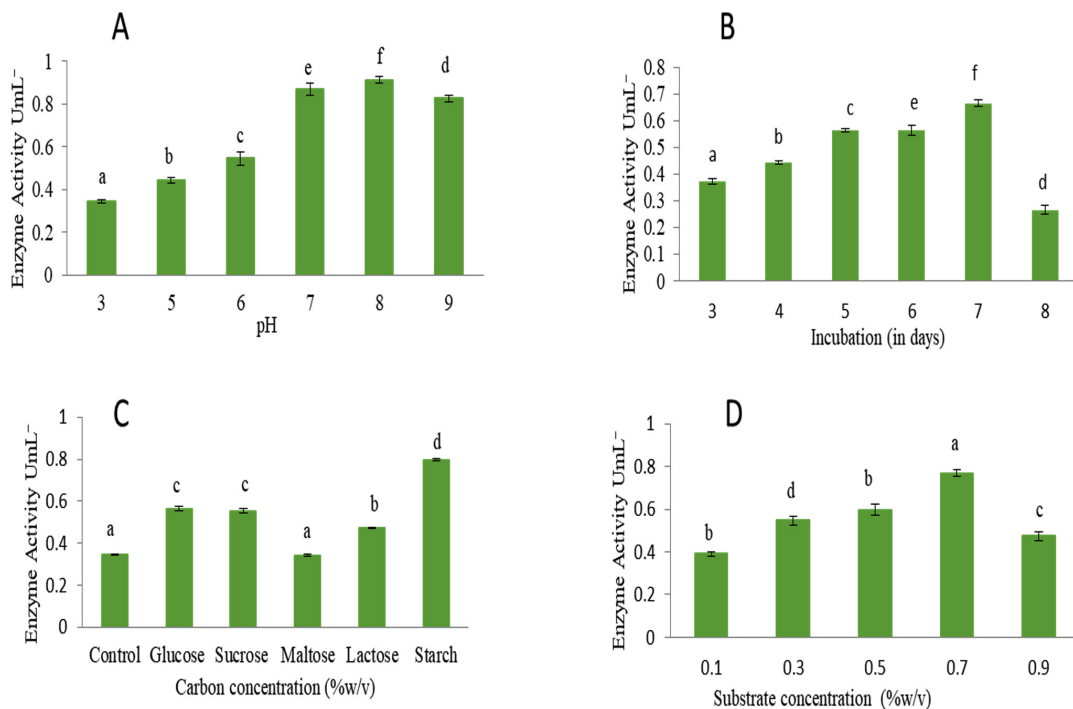 A
Enzyme Activity UmL⁻
1
0.8
0.6
0.4
0.2
0
a
b
c
e
f
d
3 5 6 7 8 9
pH
B
Enzyme Activity UmL⁻
0.8
0.7
0.6
0.5
0.4
0.3
0.2
0.1
0
a
b
c
e
f
d
3 4 5 6 7 8
Incubation (in days)
C
Enzyme Activity UmL⁻
1
0.8
0.6
0.4
0.2
0
a
c
c
a
b
d
Control Glucose Sucrose Maltose Lactose Starch
Carbon concentration (%w/v)
D
Enzyme Activity UmL⁻
1
0.8
0.6
0.4
0.2
0
b
d
b
a
c
0.1 0.3 0.5 0.7 0.9
Substrate concentration (%w/v)